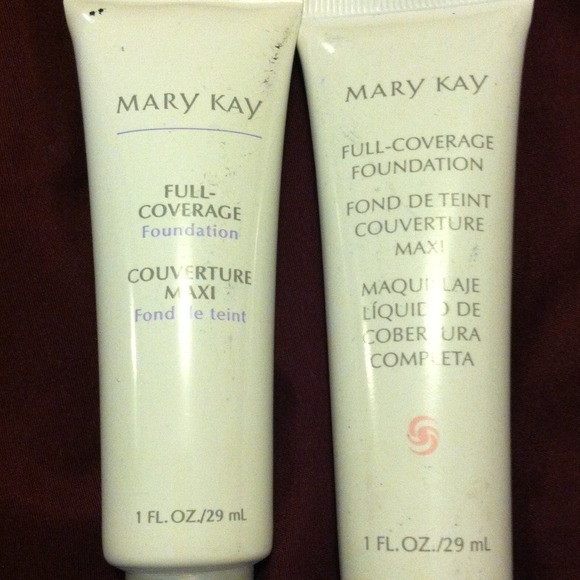 MARY KAY
FULL-
COVERAGE
Foundation
COUVERTURE
MAXI
Fond de teint
1 FL. OZ./29 mL
MARY KAY
FULL-COVERAGE
FOUNDATION
FOND DE TEINT
COUVERTURE
MAXI
MAQUILLAJE
LÍQUIDO DE
COBERTURA
COMPLETA
1 FL. OZ./29 mL